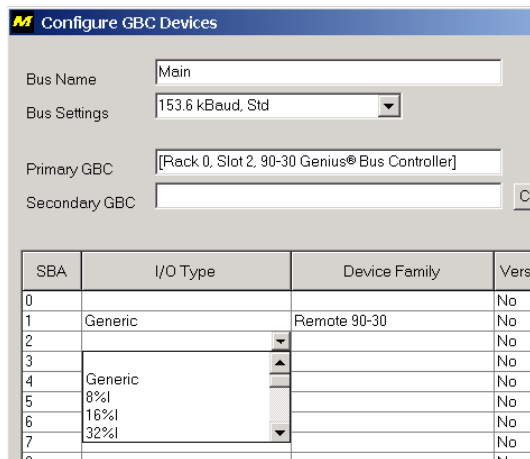 M Configure GBC Devices
Bus Name Main
Bus Settings 153.6 kBaud, Std
Primary GBC [Rack 0, Slot 2, 90-30 Genius® Bus Controller]
Secondary GBC C
SBA I/O Type Device Family Vers
0 No
1 Generic Remote 90-30 No
2 No
3 No
4 Generic No
5 8%I No
6 16%I No
7 32%I No